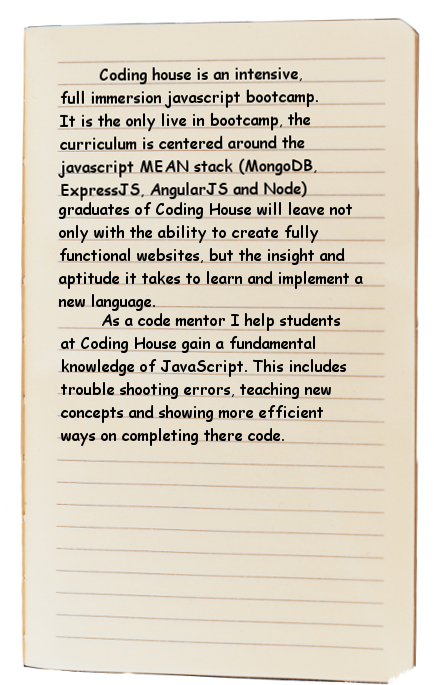 Coding house is an intensive,
full immersion javascript bootcamp.
It is the only live in bootcamp, the
curriculum is centered around the
javascript MEAN stack (MongoDB,
ExpressJS, AngularJS and Node)
graduates of Coding House will leave not
only with the ability to create fully
functional websites, but the insight and
aptitude it takes to learn and implement a
new language.
As a code mentor I help students
at Coding House gain a fundamental
knowledge of JavaScript. This includes
trouble shooting errors, teaching new
concepts and showing more efficient
ways on completing there code.